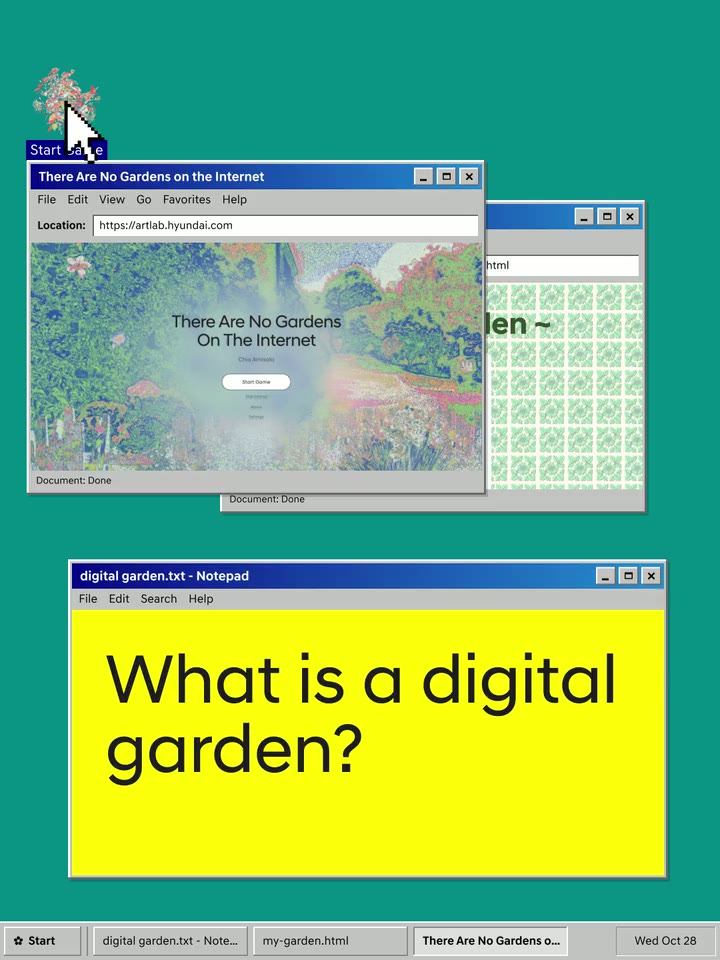 Start
There Are No Gardens on the Internet
File Edit View Go Favorites Help
Location: https://artlab.hyundai.com
html
There Are No Gardens
On The Internet
Start Game
den ~
Document: Done
Document: Done
digital garden.txt - Notepad
File Edit Search Help
What is a digital
garden?
Start
digital garden.txt - Note...
my-garden.html
There Are No Gardens o...
Wed Oct 28